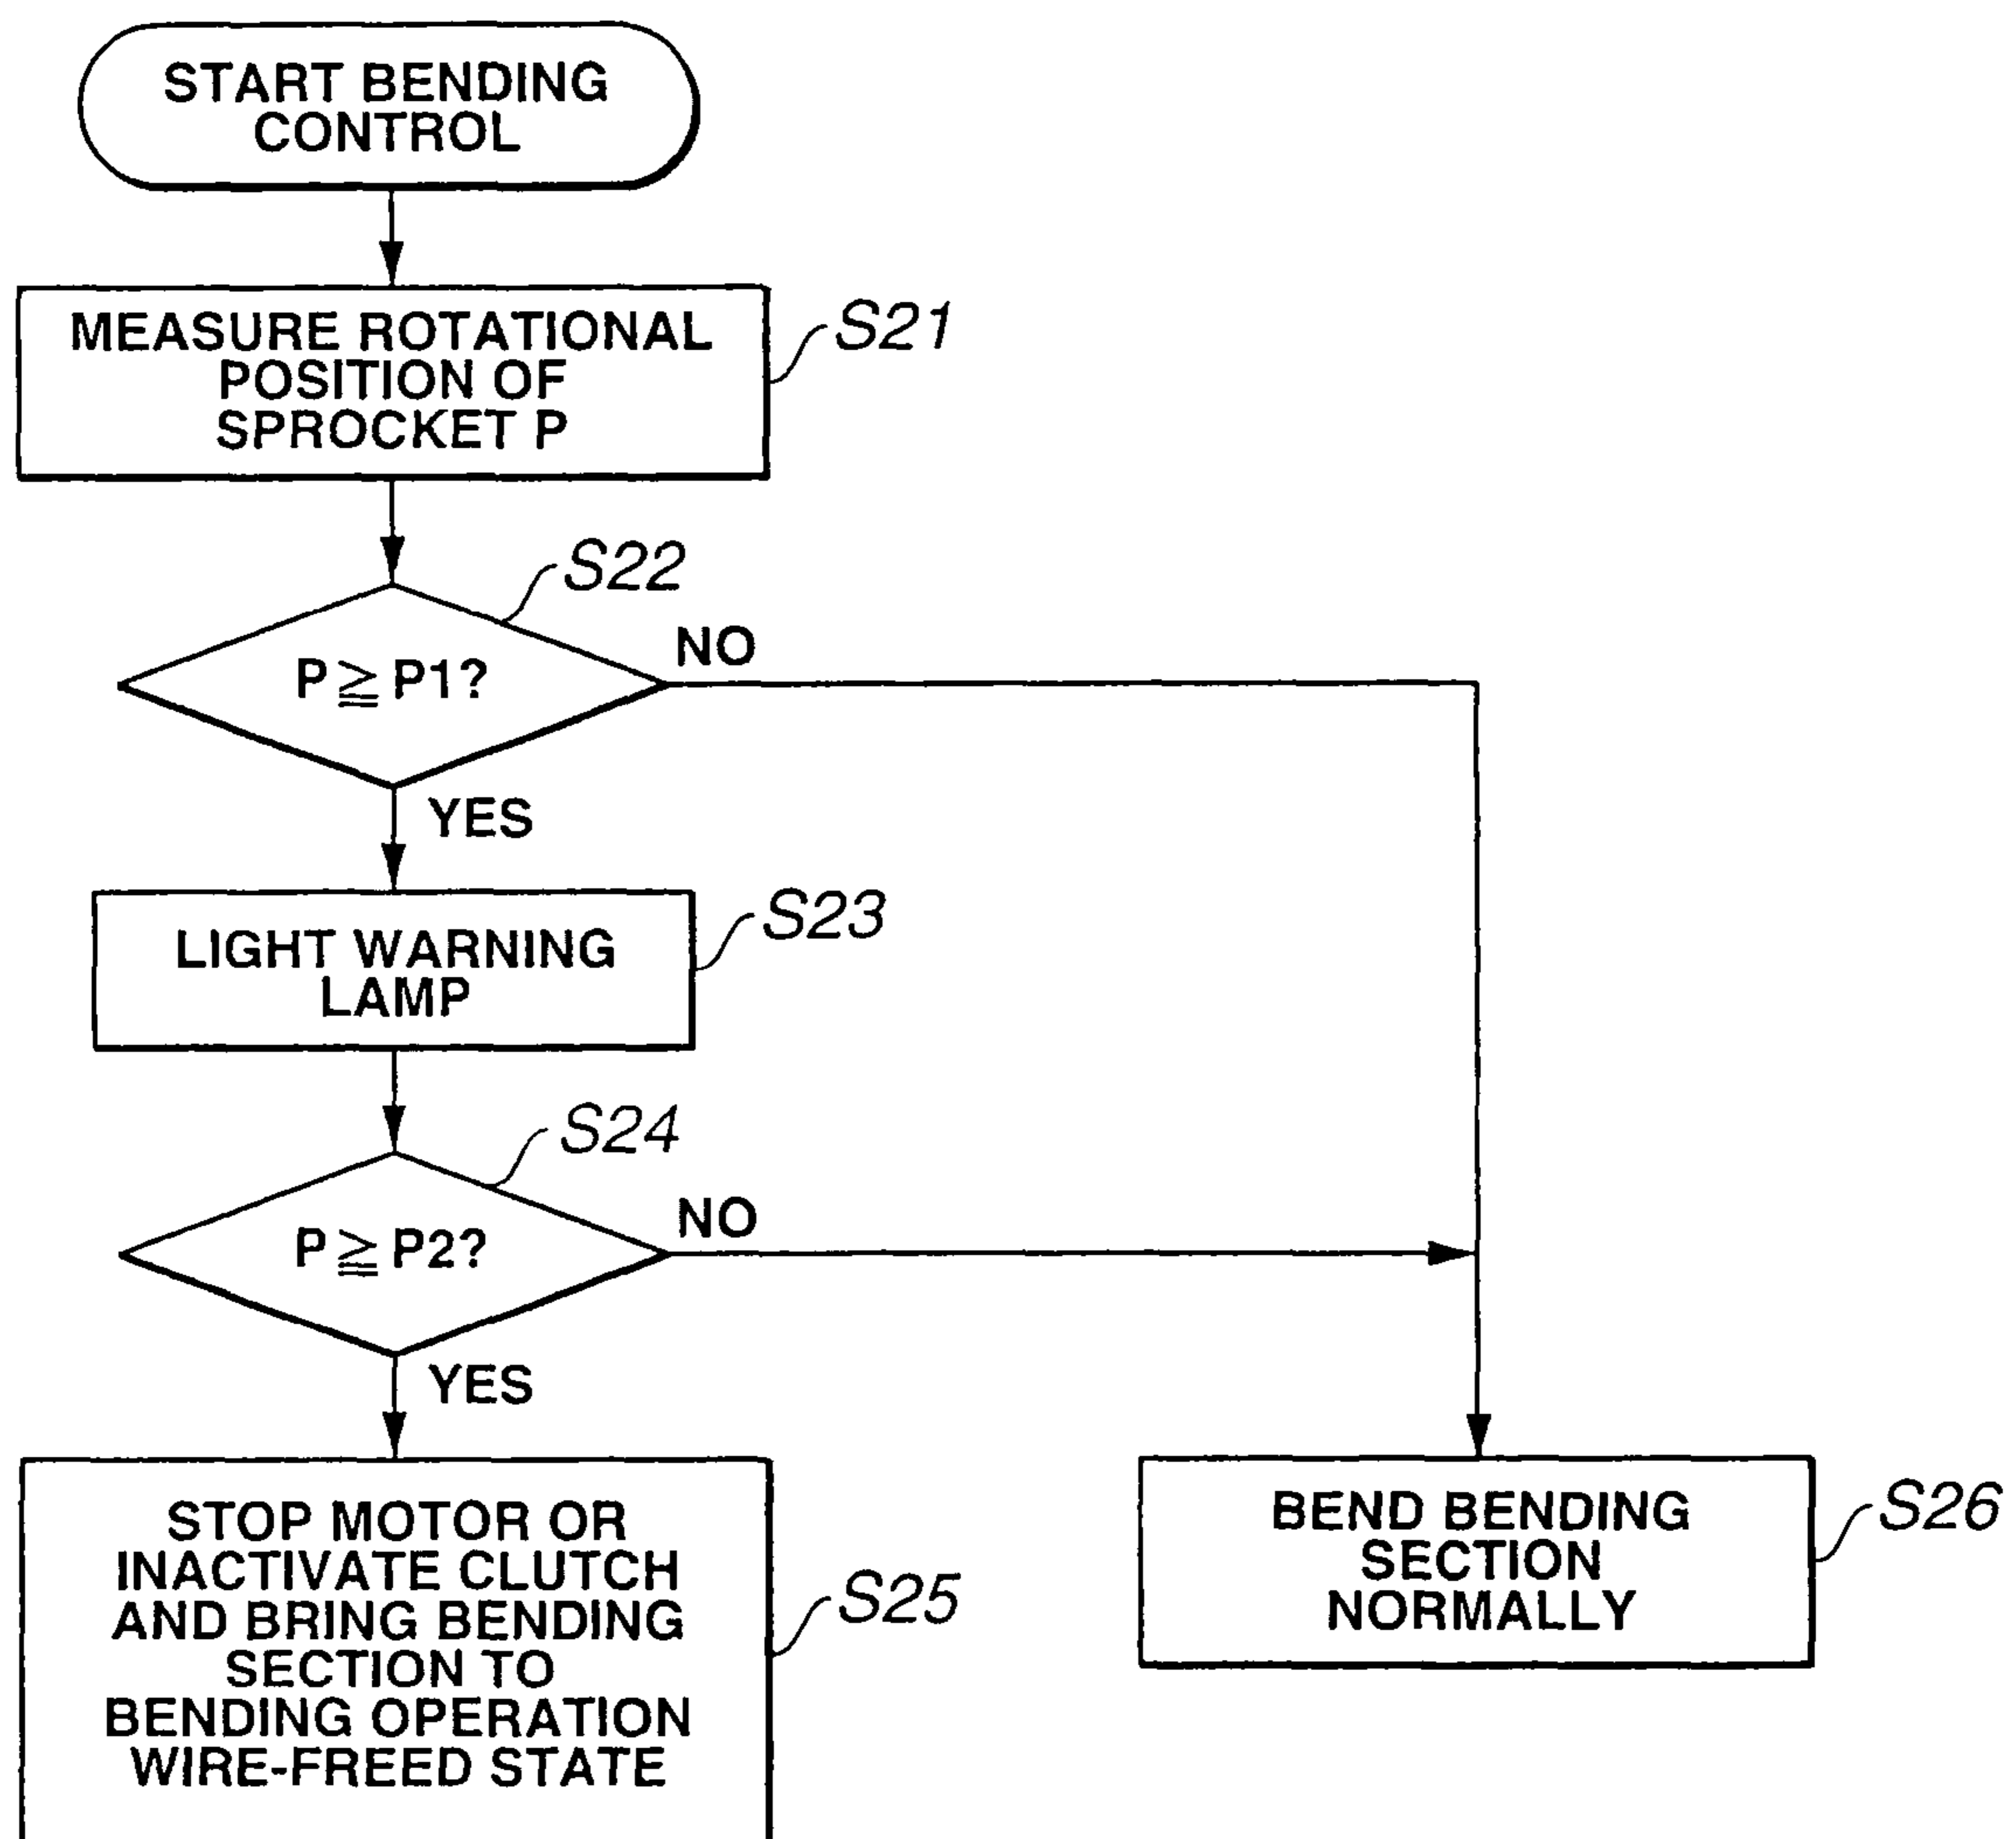 START BENDING
CONTROL
MEASURE ROTATIONAL
POSITION OF
SPROCKET P
S21
S22
P ≧ P1?
NO
YES
LIGHT WARNING
LAMP
S23
S24
P ≧ P2?
NO
YES
STOP MOTOR OR
INACTIVATE CLUTCH
AND BRING BENDING
SECTION TO
BENDING OPERATION
WIRE-FREED STATE
S25
BEND BENDING
SECTION
NORMALLY
S26